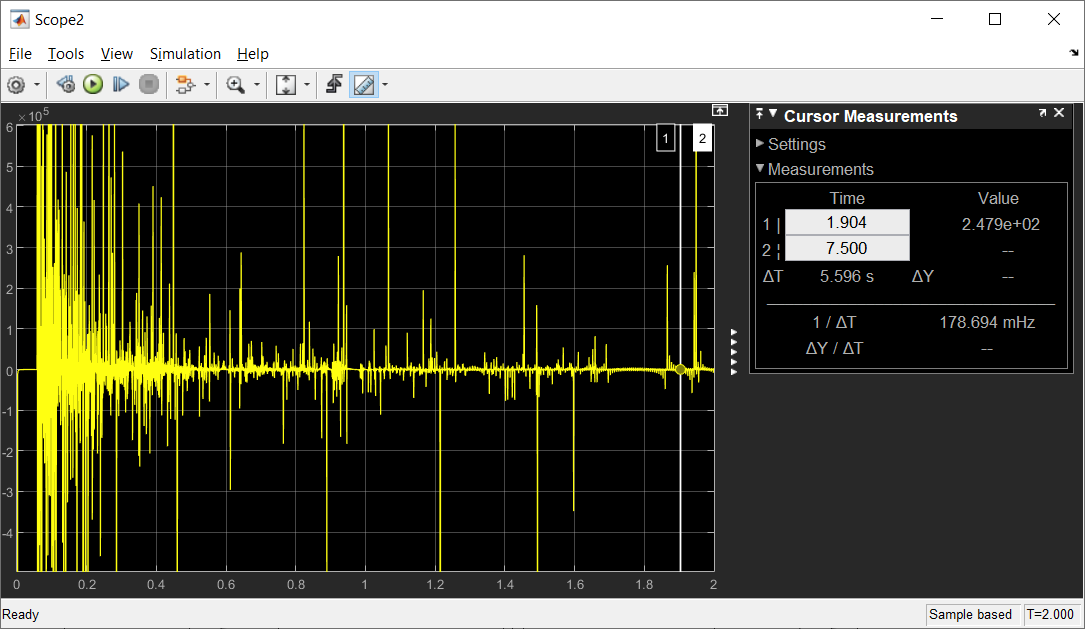 Scope2
File Tools View Simulation Help
×10^5
6
5
4
3
2
1
0
-1
-2
-3
-4
0 0.2 0.4 0.6 0.8 1 1.2 1.4 1.6 1.8 2
1 2
Cursor Measurements
Settings
Measurements
Time Value
1 | 1.904 2.479e+02
2 ¦ 7.500 --
ΔT 5.596 s ΔY --
1 / ΔT 178.694 mHz
ΔY / ΔT --
Ready Sample based T=2.000